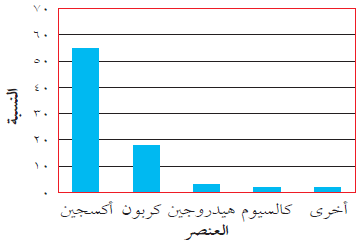 ٧٠
٦٠
٥٠
٤٠
٣٠
٢٠
١٠
٠
النسبة
أكسجين كربون هيدروجين كالسيوم أخرى
العنصر